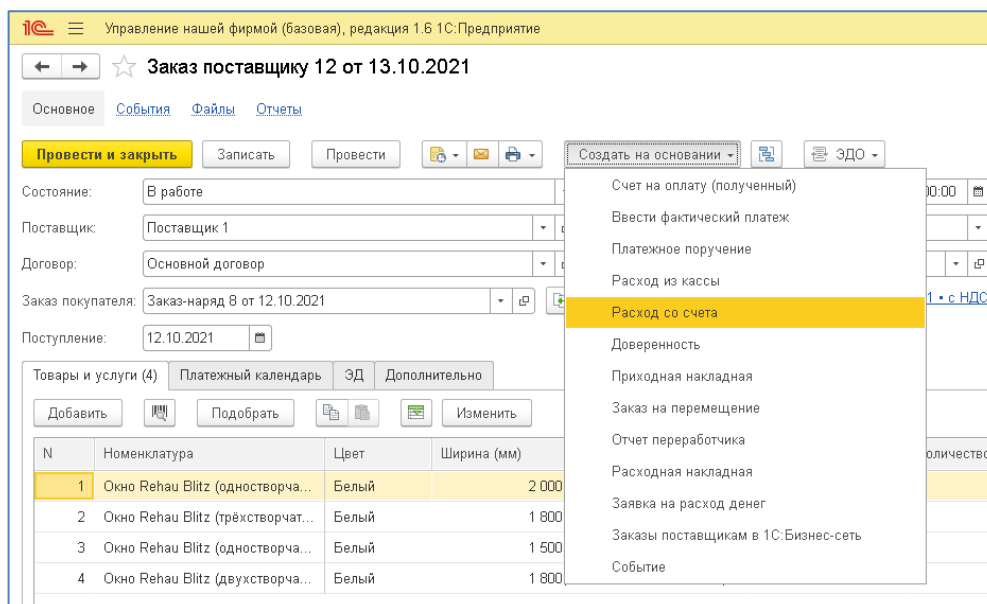 1С Управление нашей фирмой (базовая), редакция 1.6 1С:Предприятие
Заказ поставщику 12 от 13.10.2021
Основное События Файлы Отчеты
Провести и закрыть Записать Провести Создать на основании ЭДО
Состояние: В работе 00:00
Поставщик: Поставщик 1
Договор: Основной договор
Заказ покупателя: Заказ-наряд 8 от 12.10.2021 1 • с НДС
Поступление: 12.10.2021
Товары и услуги (4) Платежный календарь ЭД Дополнительно
Добавить Подобрать Изменить
N Номенклатура Цвет Ширина (мм)
1 Окно Rehau Blitz (одностворча... Белый 2 000
2 Окно Rehau Blitz (трёхстворчат... Белый 1 800
3 Окно Rehau Blitz (одностворча... Белый 1 500
4 Окно Rehau Blitz (двухстворча... Белый 1 800
Счет на оплату (полученный)
Ввести фактический платеж
Платежное поручение
Расход из кассы
Расход со счета
Доверенность
Приходная накладная
Заказ на перемещение
Отчет переработчика
Расходная накладная
Заявка на расход денег
Заказы поставщикам в 1С:Бизнес-сеть
Событие